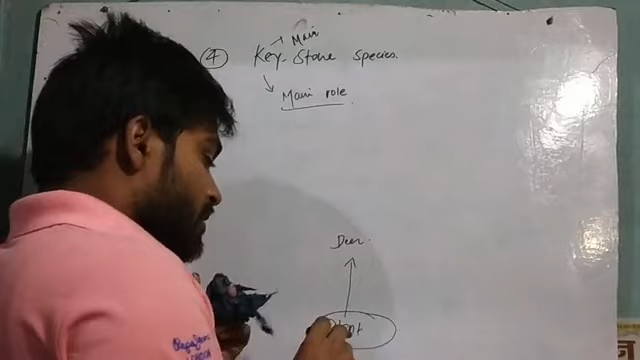 Main
④ Key-Stone species.
Main role
Deer.